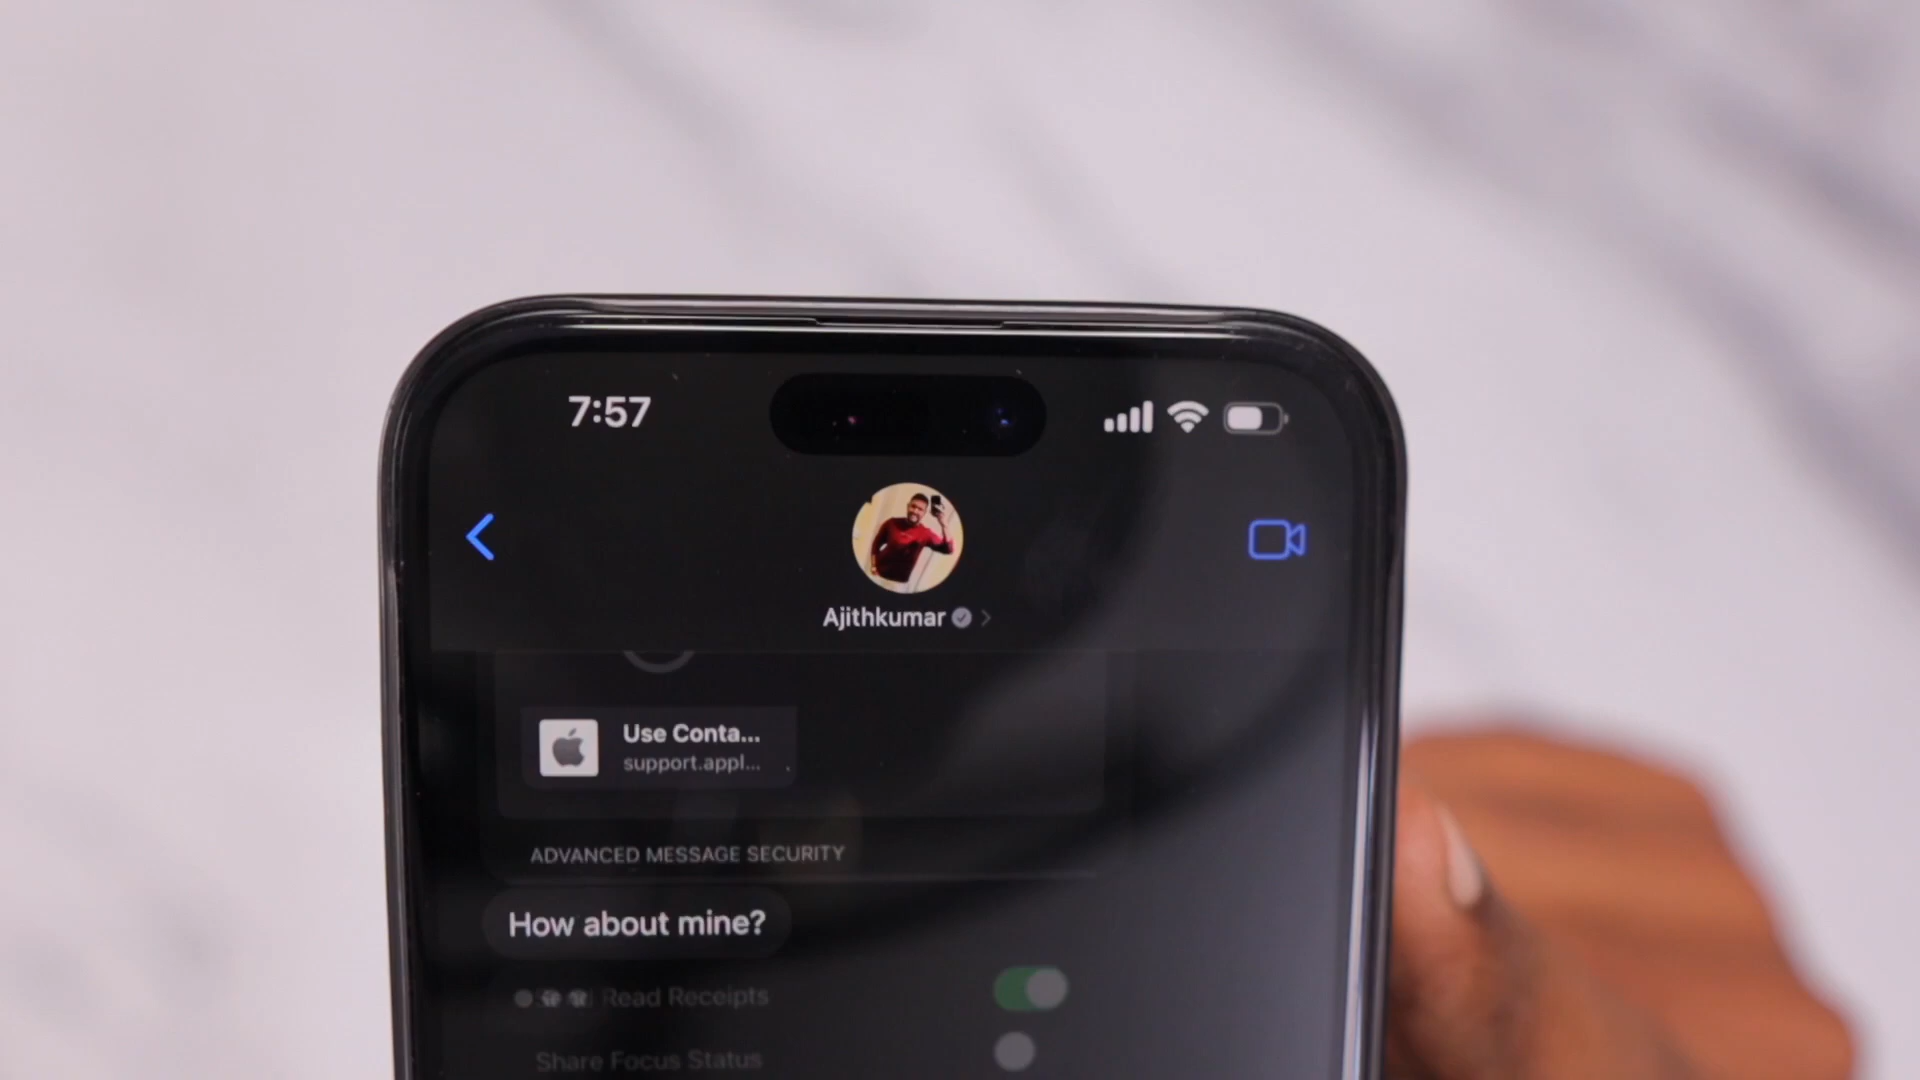 7:57
Ajithkumar
Use Conta...
support.appl...
ADVANCED MESSAGE SECURITY
How about mine?
Read Receipts
Share Focus Status